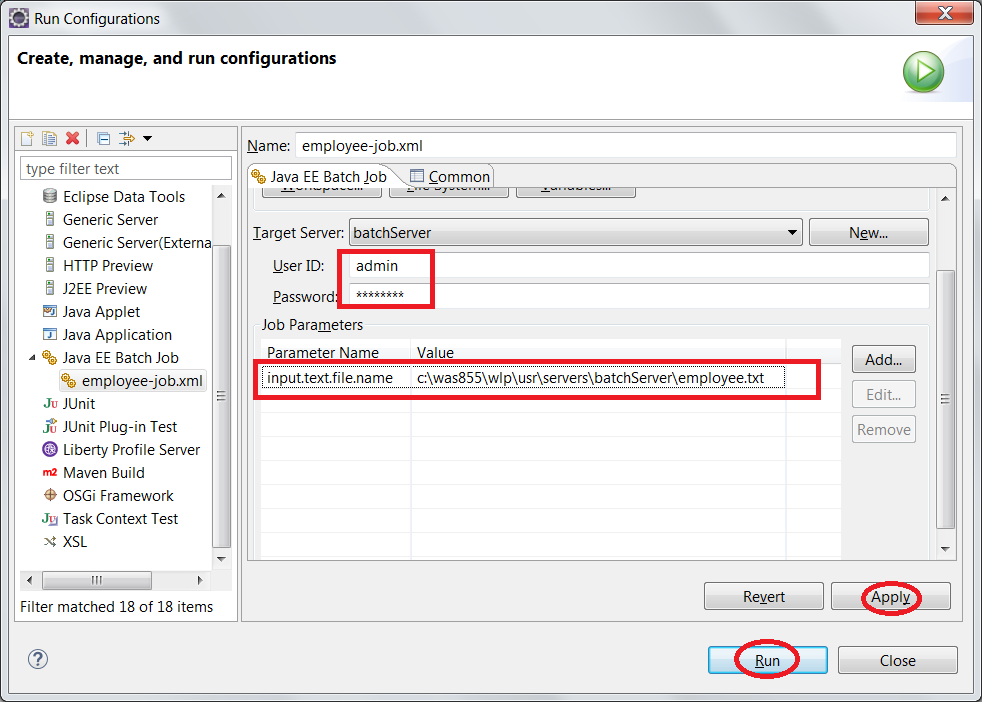 Run Configurations
Create, manage, and run configurations
type filter text
Eclipse Data Tools
Generic Server
Generic Server(Externa
HTTP Preview
J2EE Preview
Java Applet
Java Application
Java EE Batch Job
employee-job.xml
JUnit
JUnit Plug-in Test
Liberty Profile Server
Maven Build
OSGi Framework
Task Context Test
XSL
Filter matched 18 of 18 items
Name: employee-job.xml
Java EE Batch Job Common
Workspace... File System... Variables...
Target Server: batchServer New...
User ID: admin
Password: ********
Job Parameters
Parameter Name Value
input.text.file.name c:\was855\wlp\usr\servers\batchServer\employee.txt
Add...
Edit...
Remove
Revert Apply
Run Close